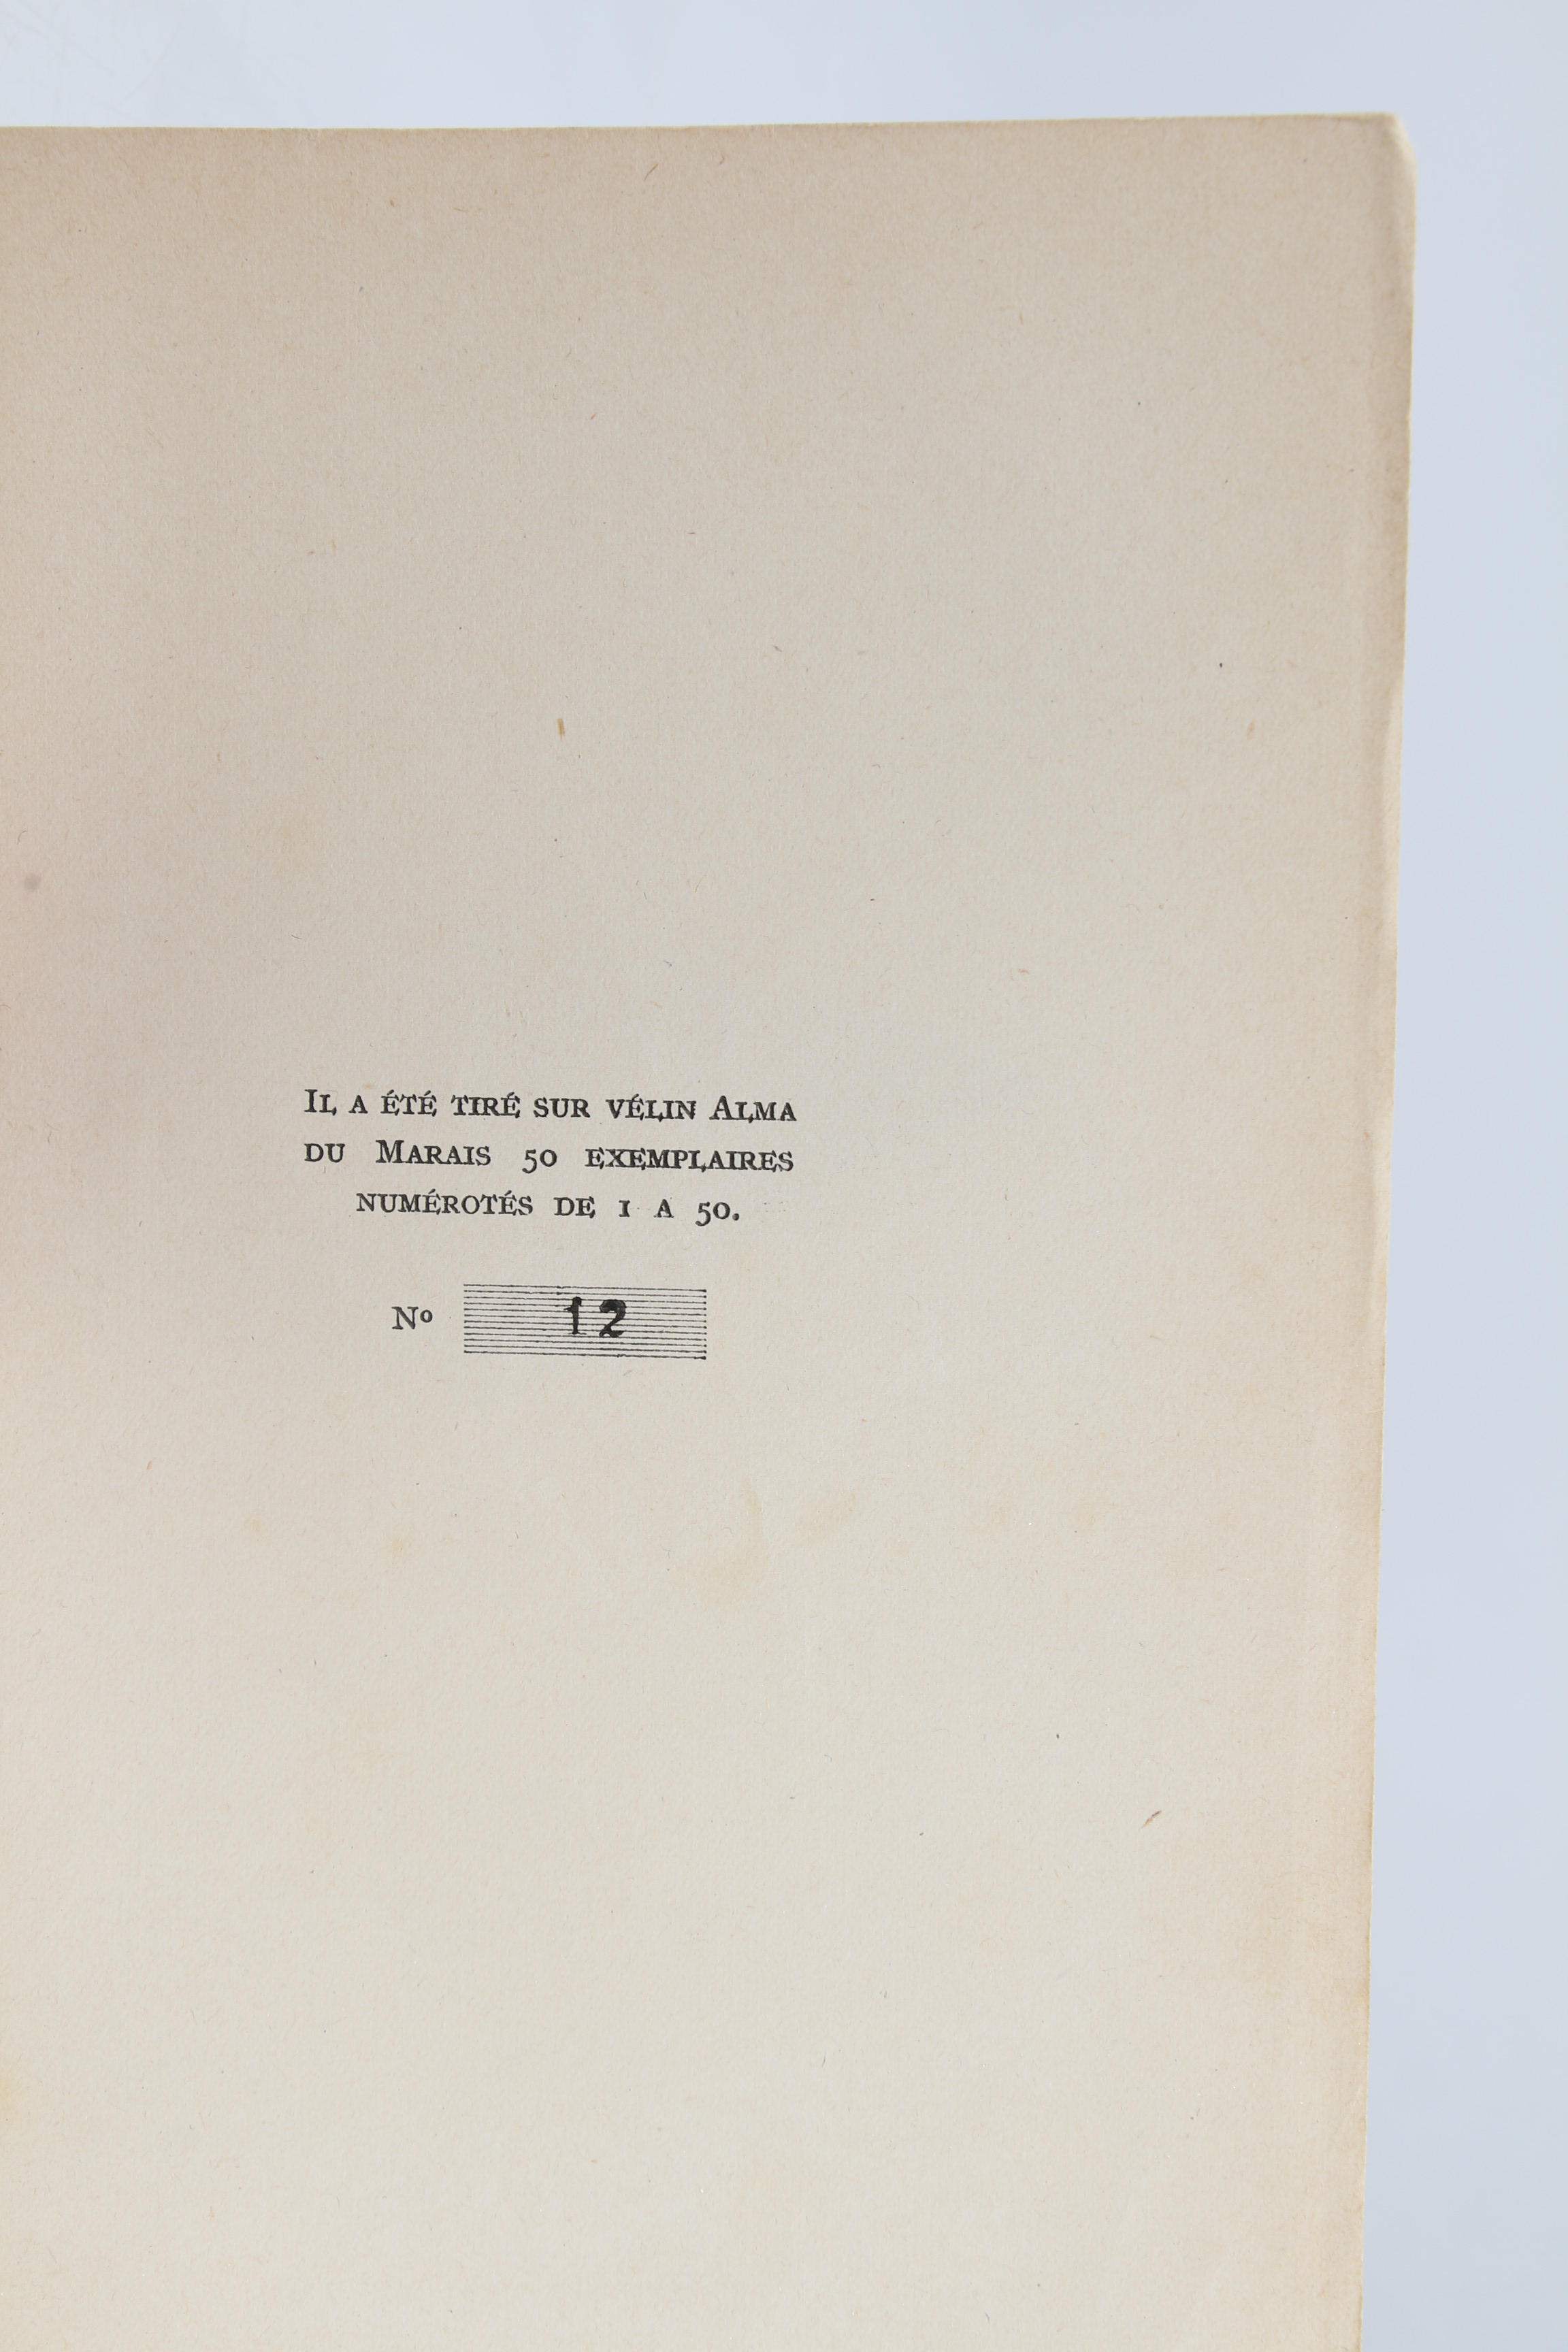 Il a été tiré sur vélin Alma
du Marais 50 exemplaires
numérotés de 1 a 50.
No 12